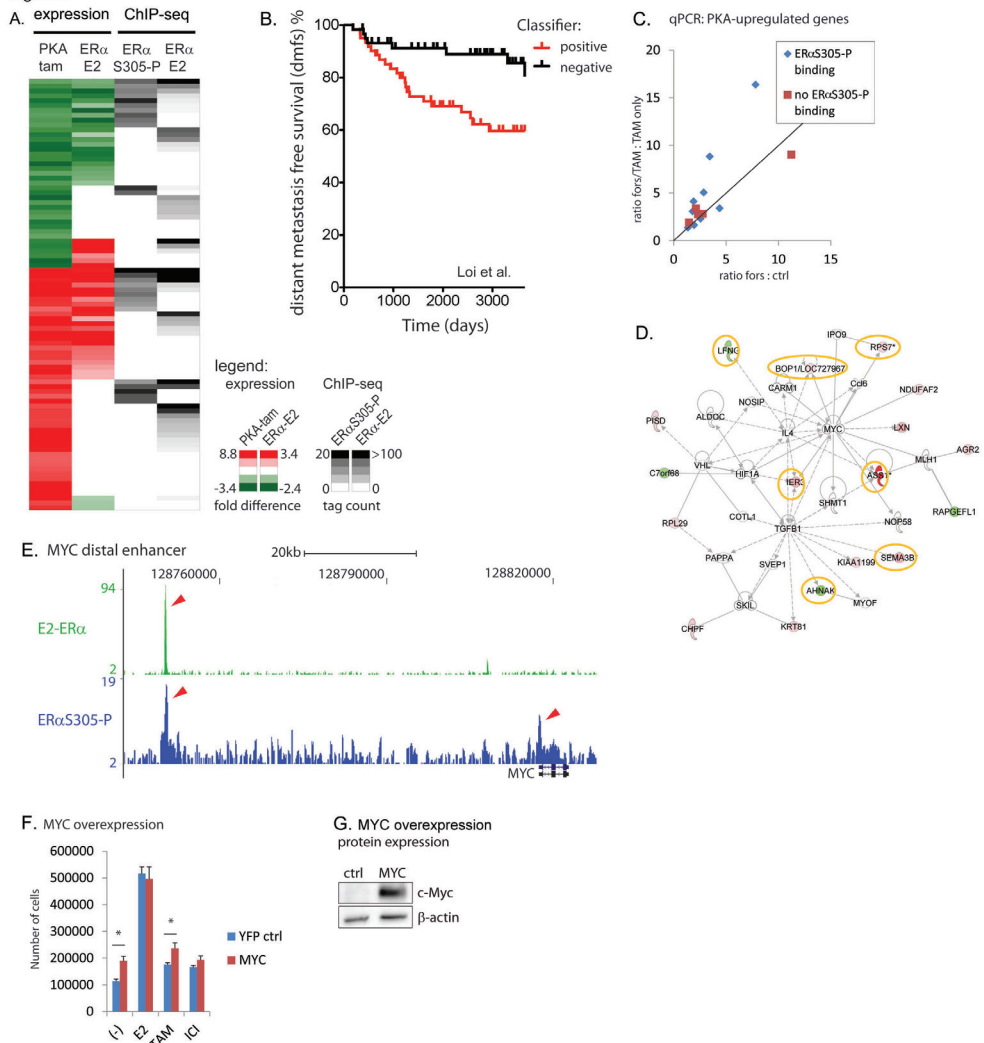 A.
expression ChIP-seq
PKA ERα ERα ERα
tam E2 S305-P E2
legend:
expression ChIP-seq
PKA-tam
ERα-E2
ERαS305-P
ERα-E2
8.8 3.4 20 >100
-3.4 -2.4 0 0
fold difference tag count
B.
Classifier:
positive
negative
distant metastasis free survival (dmfs) %
100
80
60
40
20
0
Loi et al.
0 1000 2000 3000
Time (days)
C.
qPCR: PKA-upregulated genes
ERαS305-P
binding
no ERαS305-P
binding
ratio fors/TAM : TAM only
20
15
10
5
0
0 5 10 15
ratio fors : ctrl
D.
IPO9
LFNG
RPS7*
BOP1/LOC727967
CARM1
Ccl6
NDUFAF2
NOSIP
ALDOC
PISD
IL4
MYC
LXN
AGR2
VHL
MLH1
C7orf68
HIF1A
IER3
ASS1*
SHMT1
RAPGEFL1
RPL29
COTL1
TGFB1
NOP58
PAPPA
SVEP1
KIAA1199
SEMA3B
AHNAK
MYOF
SKIL
CHPF
KRT81
E. MYC distal enhancer
20kb
128760000 128790000 128820000
94
E2-ERα
2
19
ERαS305-P
2
MYC
F. MYC overexpression
Number of cells
600000
500000
400000
300000
200000
100000
0
* *
YFP ctrl
MYC
(-) E2 TAM ICI
G. MYC overexpression
protein expression
ctrl MYC
c-Myc
β-actin